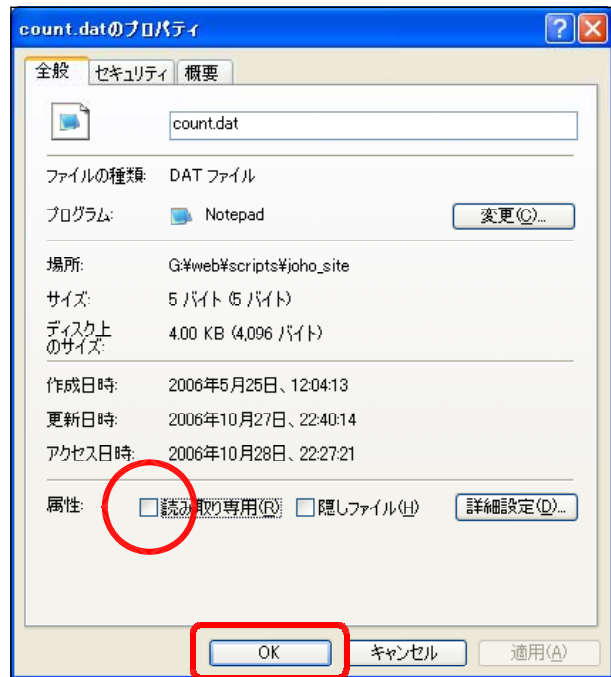 count.datのプロパティ
全般 セキュリティ 概要
count.dat
ファイルの種類: DAT ファイル
プログラム: Notepad 変更(C)...
場所: G:¥web¥scripts¥joho_site
サイズ: 5 バイト (5 バイト)
ディスク上
のサイズ: 4.00 KB (4,096 バイト)
作成日時: 2006年5月25日、12:04:13
更新日時: 2006年10月27日、22:40:14
アクセス日時: 2006年10月28日、22:27:21
属性: 読み取り専用(R) 隠しファイル(H) 詳細設定(D)...
OK キャンセル 適用(A)